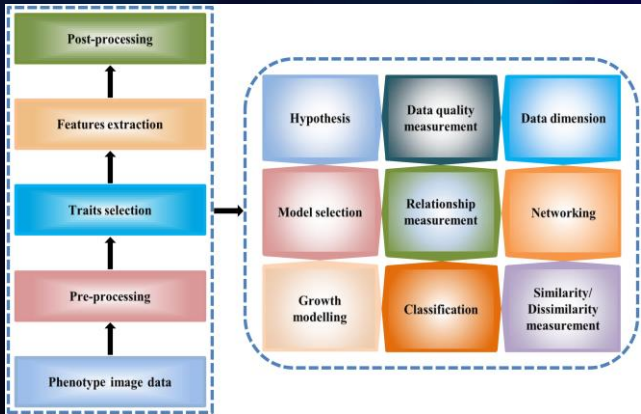 Post-processing
Features extraction
Traits selection
Pre-processing
Phenotype image data
Hypothesis
Data quality
measurement
Data dimension
Model selection
Relationship
measurement
Networking
Growth
modelling
Classification
Similarity/
Dissimilarity
measurement